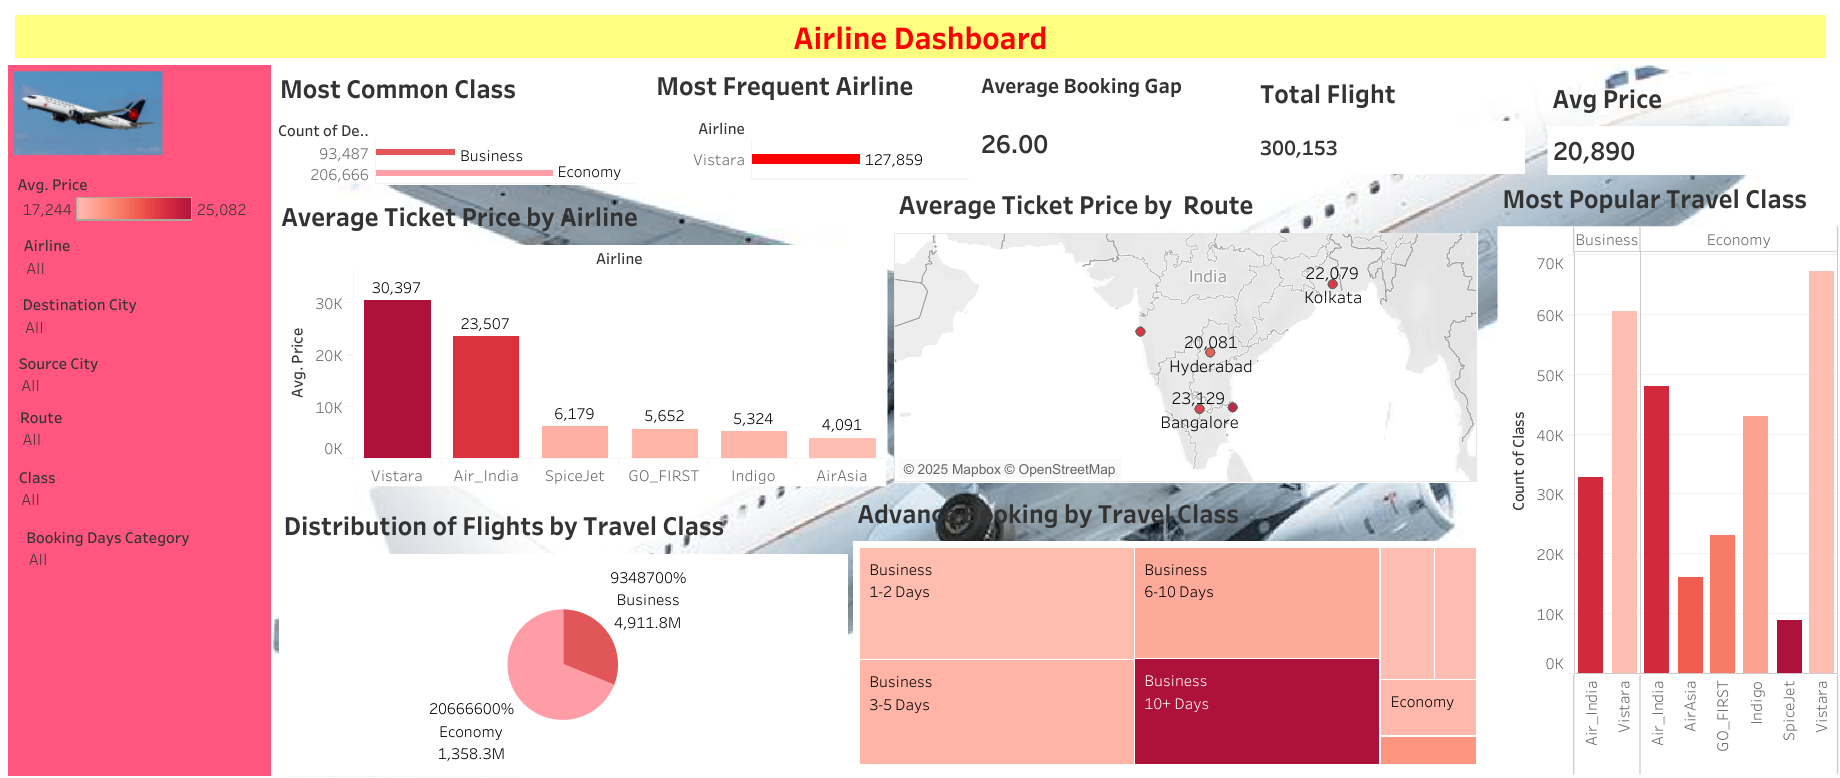 Airline Dashboard
Avg. Price
17,244
25,082
Airline
All
Destination City
All
Source City
All
Route
All
Class
All
Booking Days Category
All
Most Common Class
Count of De..
93,487
Business
206,666
Economy
Most Frequent Airline
Airline
Vistara
127,859
Average Booking Gap
26.00
Total Flight
300,153
Avg Price
20,890
Average Ticket Price by Airline
Airline
Avg. Price
30K
20K
10K
0K
30,397
23,507
6,179
5,652
5,324
4,091
Vistara
Air_India
SpiceJet
GO_FIRST
Indigo
AirAsia
Average Ticket Price by Route
India
22,079
Kolkata
20,081
Hyderabad
23,129
Bangalore
© 2025 Mapbox © OpenStreetMap
Most Popular Travel Class
Business
Economy
Count of Class
70K
60K
50K
40K
30K
20K
10K
0K
Air_India
Vistara
Air_India
AirAsia
GO_FIRST
Indigo
SpiceJet
Vistara
Distribution of Flights by Travel Class
9348700%
Business
4,911.8M
20666600%
Economy
1,358.3M
by Travel Class
Business
1-2 Days
Business
6-10 Days
Business
3-5 Days
Business
10+ Days
Economy